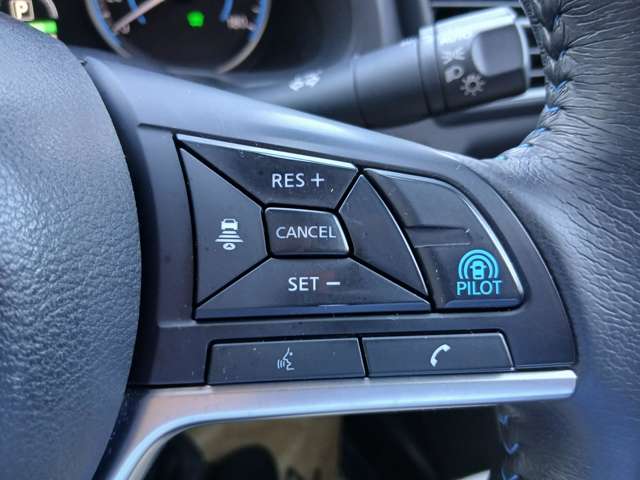 P
RES +
CANCEL
SET −
PILOT